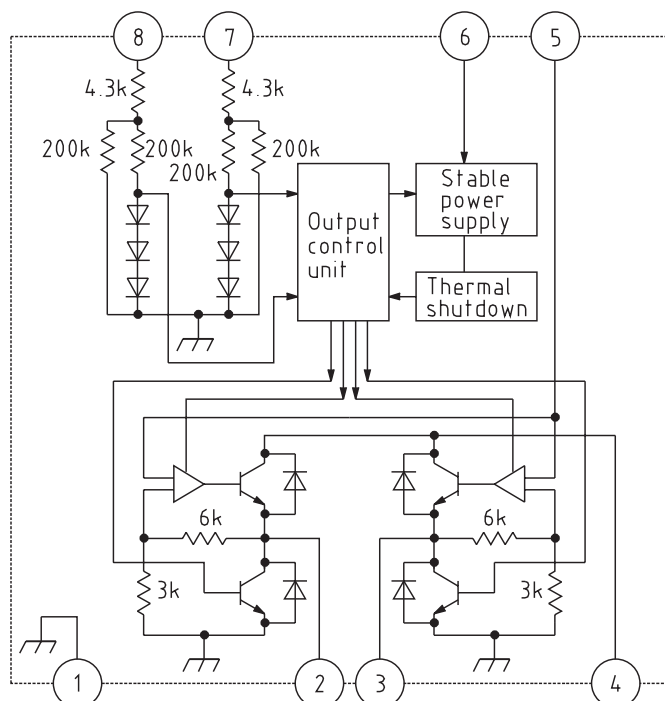 8
7
6
5
4.3k
4.3k
200k
200k
200k
200k
Output
control
unit
Stable
power
supply
Thermal
shutdown
6k
6k
3k
3k
1
2
3
4